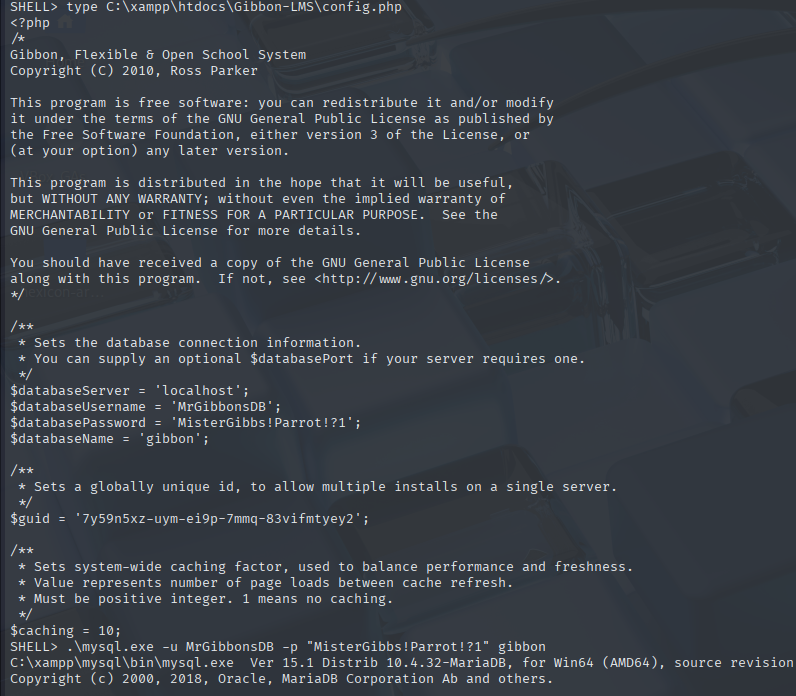 SHELL> type C:\xampp\htdocs\Gibbon-LMS\config.php
<?php
/*
Gibbon, Flexible & Open School System
Copyright (C) 2010, Ross Parker

This program is free software: you can redistribute it and/or modify
it under the terms of the GNU General Public License as published by
the Free Software Foundation, either version 3 of the License, or
(at your option) any later version.

This program is distributed in the hope that it will be useful,
but WITHOUT ANY WARRANTY; without even the implied warranty of
MERCHANTABILITY or FITNESS FOR A PARTICULAR PURPOSE.  See the
GNU General Public License for more details.

You should have received a copy of the GNU General Public License
along with this program.  If not, see <http://www.gnu.org/licenses/>.
*/

/**
 * Sets the database connection information.
 * You can supply an optional $databasePort if your server requires one.
 */
$databaseServer = 'localhost';
$databaseUsername = 'MrGibbonsDB';
$databasePassword = 'MisterGibbs!Parrot!?1';
$databaseName = 'gibbon';

/**
 * Sets a globally unique id, to allow multiple installs on a single server.
 */
$guid = '7y59n5xz-uym-ei9p-7mmq-83vifmtyey2';

/**
 * Sets system-wide caching factor, used to balance performance and freshness.
 * Value represents number of page loads between cache refresh.
 * Must be positive integer. 1 means no caching.
 */
$caching = 10;
SHELL> .\mysql.exe -u MrGibbonsDB -p "MisterGibbs!Parrot!?1" gibbon
C:\xampp\mysql\bin\mysql.exe  Ver 15.1 Distrib 10.4.32-MariaDB, for Win64 (AMD64), source revision
Copyright (c) 2000, 2018, Oracle, MariaDB Corporation Ab and others.